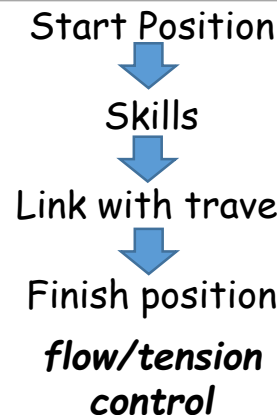 Start Position
Skills
Link with trave
Finish position
flow/tension
control